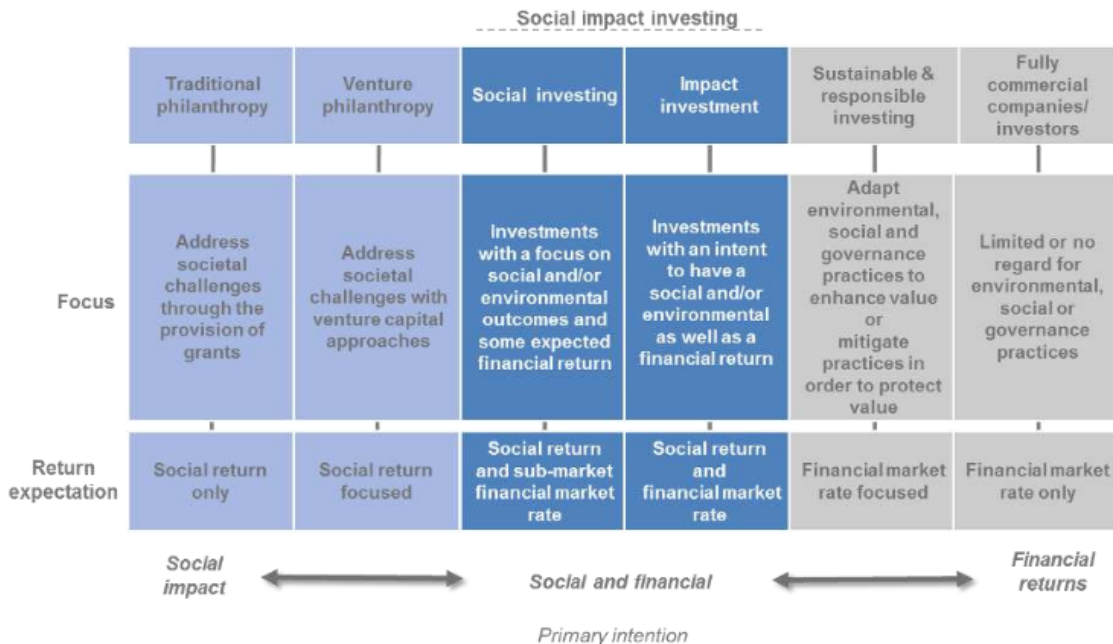 Social impact investing
Traditional
philanthropy
Venture
philanthropy
Social investing
Impact
investment
Sustainable &
responsible
investing
Fully
commercial
companies/
investors
Focus
Address
societal
challenges
through the
provision of
grants
Address
societal
challenges with
venture capital
approaches
Investments
with a focus on
social and/or
environmental
outcomes and
some expected
financial return
Investments
with an intent
to have a
social and/or
environmental
as well as a
financial return
Adapt
environmental,
social and
governance
practices to
enhance value
or
mitigate
practices in
order to protect
value
Limited or no
regard for
environmental,
social or
governance
practices
Return
expectation
Social return
only
Social return
focused
Social return
and sub-market
financial market
rate
Social return
and
financial market
rate
Financial market
rate focused
Financial market
rate only
Social
impact
Social and financial
Financial
returns
Primary intention